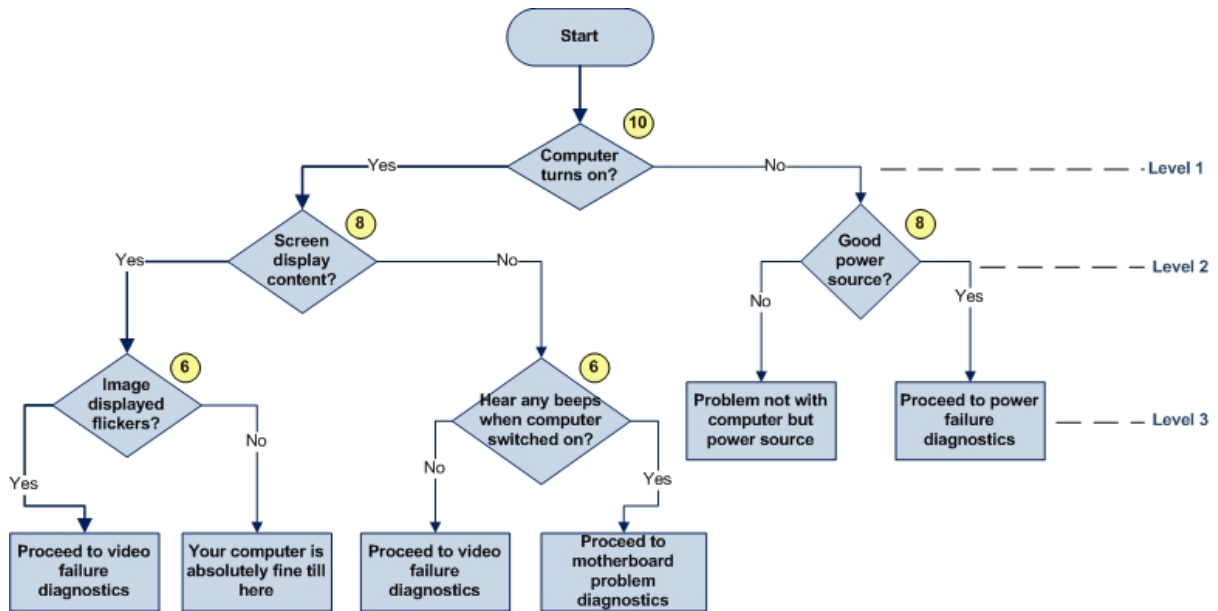 Start
10
Computer
turns on?
Yes
No
Level 1
8
Screen
display
content?
8
Good
power
source?
Yes
No
No
Yes
Level 2
6
Image
displayed
flickers?
6
Hear any beeps
when computer
switched on?
Problem not with
computer but
power source
Proceed to power
failure
diagnostics
Level 3
Yes
No
No
Yes
Proceed to video
failure
diagnostics
Your computer is
absolutely fine till
here
Proceed to video
failure
diagnostics
Proceed to
motherboard
problem
diagnostics